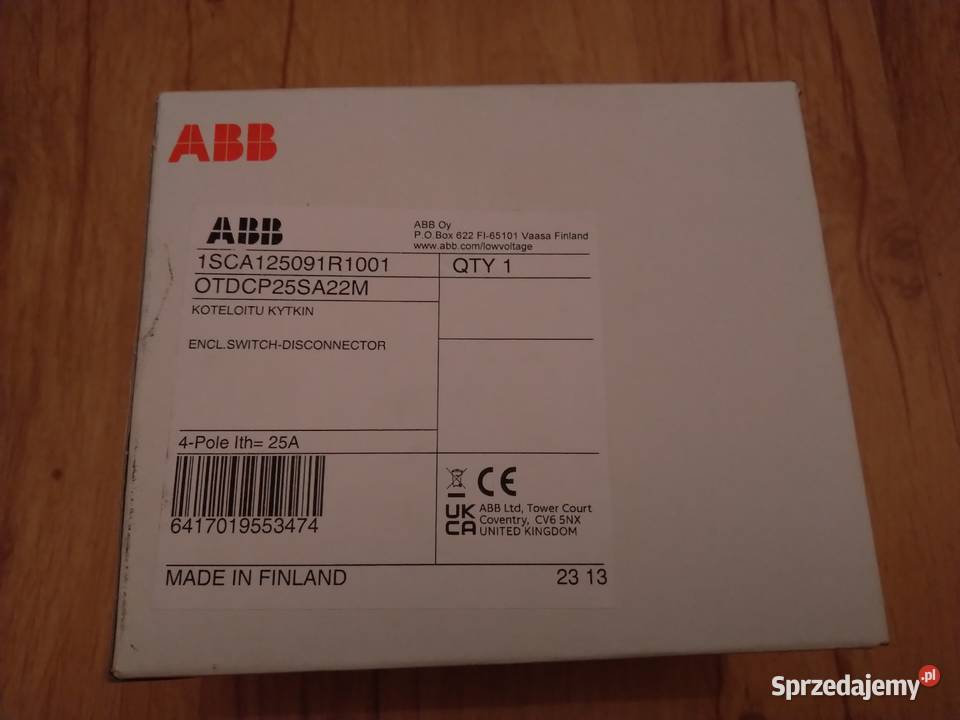 ABB
ABB
ABB Oy
P.O.Box 622 FI-65101 Vaasa Finland
www.abb.com/lowvoltage
1SCA125091R1001
QTY 1
OTDCP25SA22M
KOTELOITU KYTKIN
ENCL.SWITCH-DISCONNECTOR
4-Pole Ith= 25A
6417019553474
CE
UK
CA
ABB Ltd, Tower Court
Coventry, CV6 5NX
UNITED KINGDOM
MADE IN FINLAND
23 13
Sprzedajemy.pl